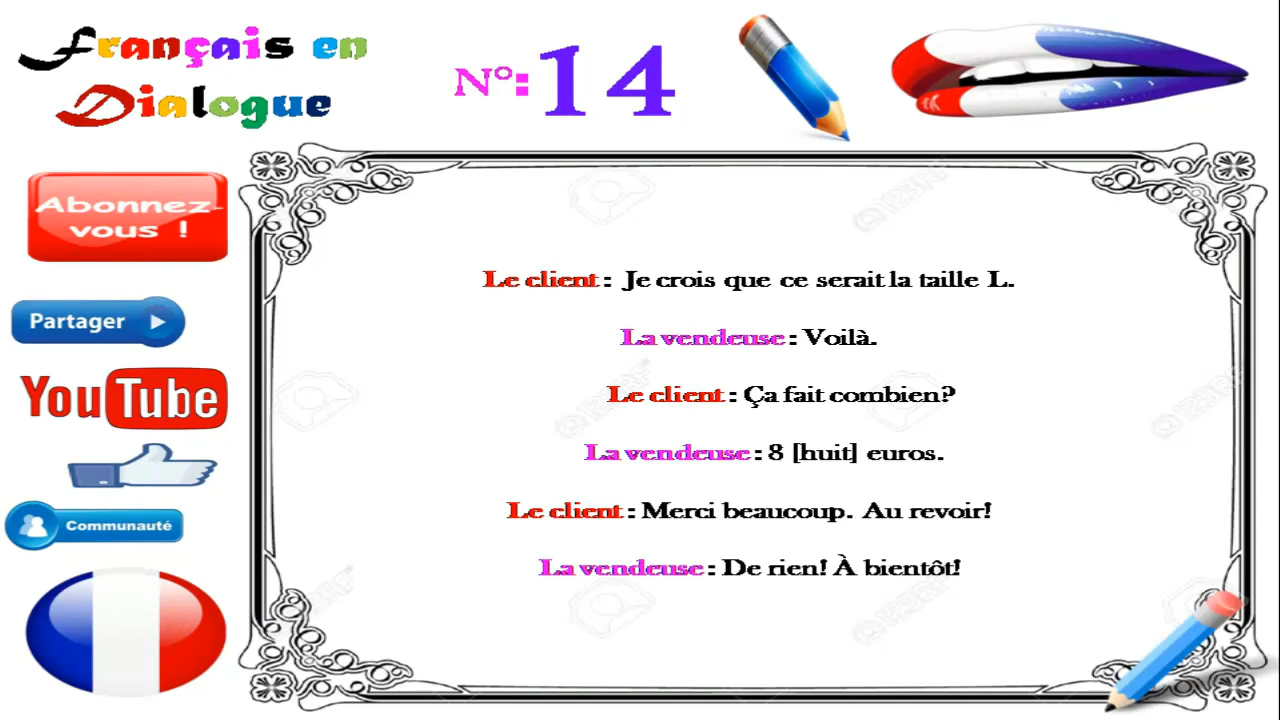 Français en
Dialogue
N°:14
Abonnez-
vous !
Partager
YouTube
Communauté
Le client : Je crois que ce serait la taille L.
La vendeuse : Voilà.
Le client : Ça fait combien?
La vendeuse : 8 [huit] euros.
Le client : Merci beaucoup. Au revoir!
La vendeuse : De rien! À bientôt!
123RF